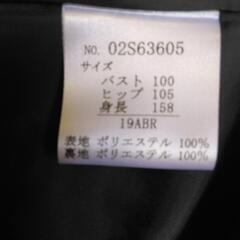 NO. 02S63605
サイズ
バスト 100
ヒップ 105
身長 158
19ABR
表地 ポリエステル 100%
裏地 ポリエステル 100%